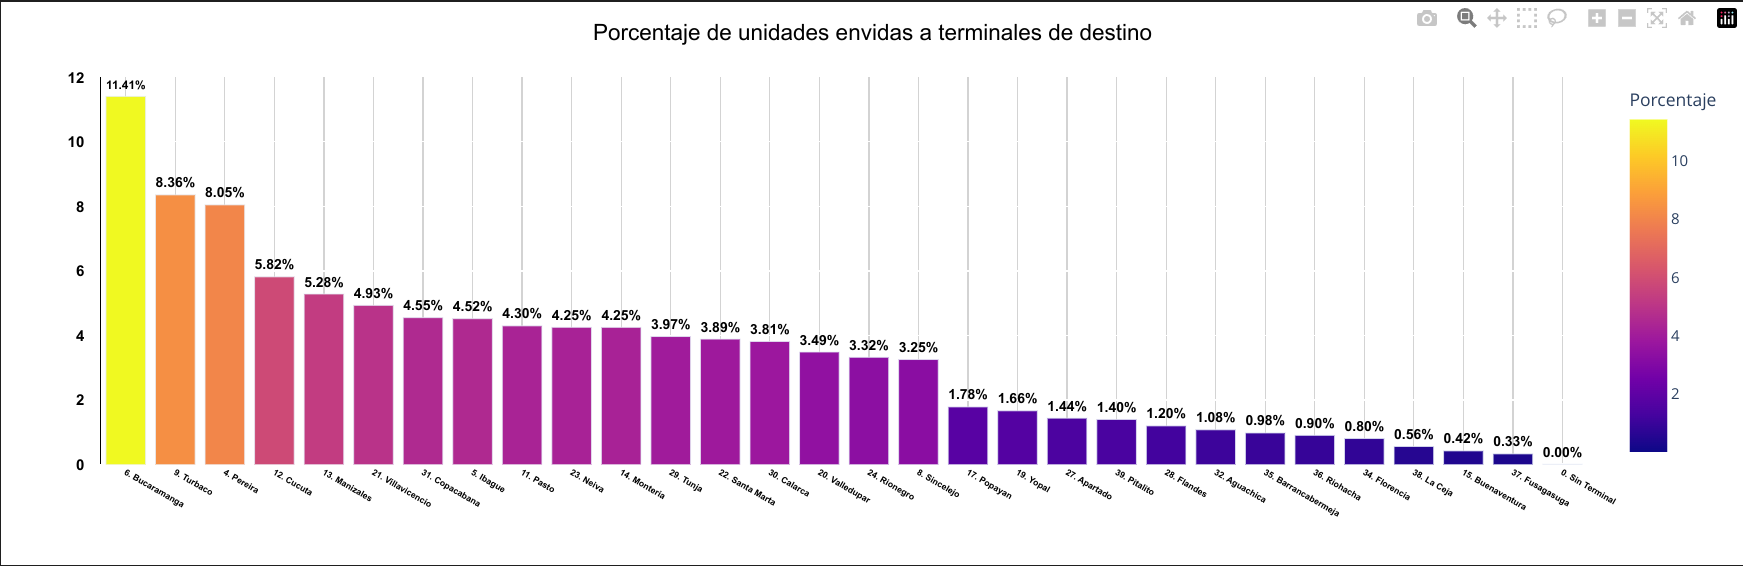 Porcentaje de unidades envidas a terminales de destino
Porcentaje
12
10
8
6
4
2
0
11.41%
8.36%
8.05%
5.82%
5.28%
4.93%
4.55%
4.52%
4.30%
4.25%
4.25%
3.97%
3.89%
3.81%
3.49%
3.32%
3.25%
1.78%
1.66%
1.44%
1.40%
1.20%
1.08%
0.98%
0.90%
0.80%
0.56%
0.42%
0.33%
0.00%
6. Bucaramanga
9. Turbaco
4. Pereira
12. Cucuta
13. Manizales
21. Villavicencio
31. Copacabana
5. Ibague
11. Pasto
23. Neiva
14. Monteria
29. Tunja
22. Santa Marta
30. Calarca
20. Valledupar
24. Rionegro
8. Sincelejo
17. Popayan
19. Yopal
27. Apartado
39. Pitalito
28. Flandes
32. Aguachica
35. Barrancabermeja
36. Riohacha
34. Florencia
38. La Ceja
15. Buenaventura
37. Fusagasuga
0. Sin Terminal
10
8
6
4
2